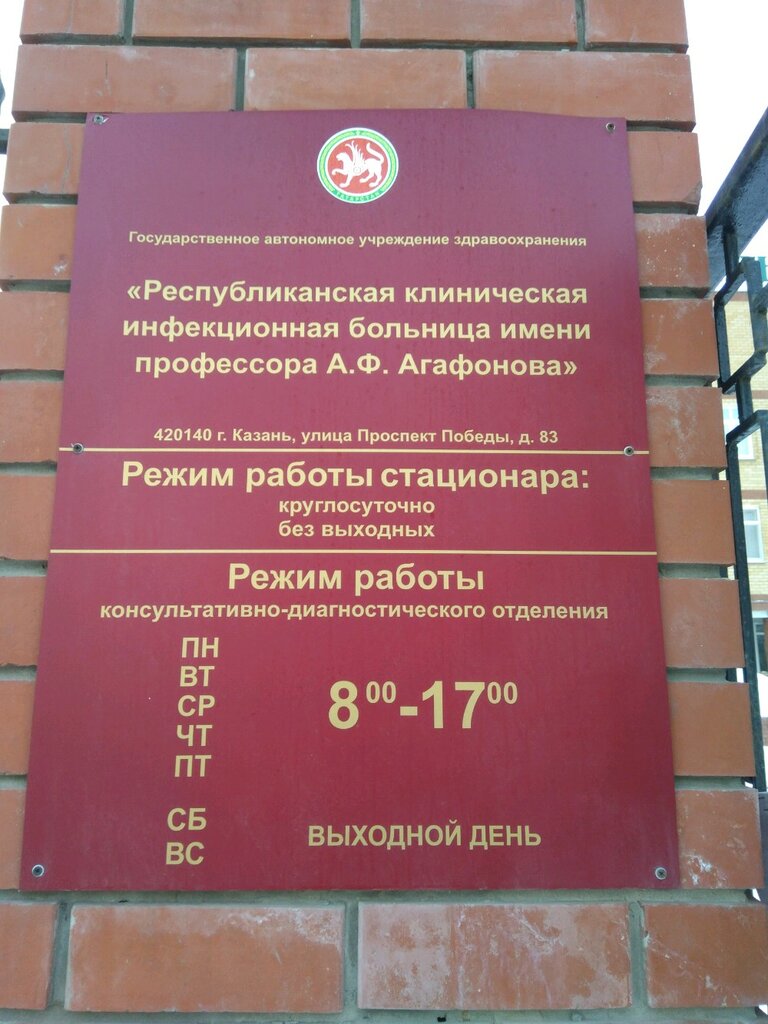 ТАТАРСТАН
Государственное автономное учреждение здравоохранения
«Республиканская клиническая
инфекционная больница имени
профессора А.Ф. Агафонова»
420140 г. Казань, улица Проспект Победы, д. 83
Режим работы стационара:
круглосуточно
без выходных
Режим работы
консультативно-диагностического отделения
ПН
ВТ
СР
ЧТ
ПТ
8⁰⁰-17⁰⁰
СБ
ВС
ВЫХОДНОЙ ДЕНЬ